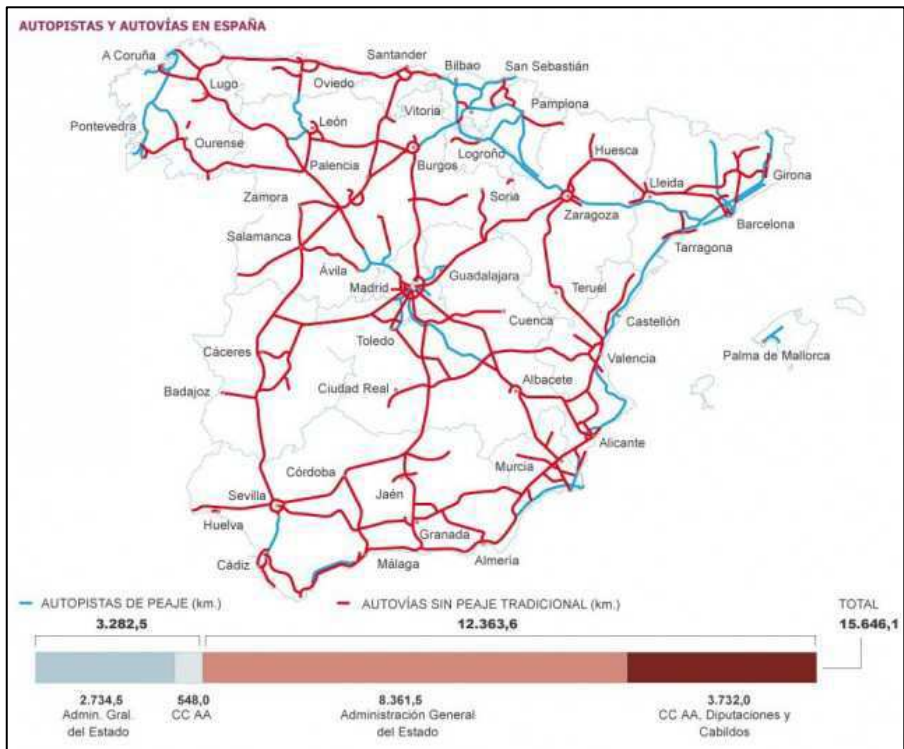 AUTOPISTAS Y AUTOVÍAS EN ESPAÑA
A Coruña
Santander
Bilbao
San Sebastián
Lugo
Oviedo
Vitoria
Pamplona
Pontevedra
León
Ourense
Palencia
Burgos
Logroño
Huesca
Girona
Zamora
Soria
Lleida
Zaragoza
Barcelona
Salamanca
Tarragona
Ávila
Guadalajara
Madrid
Teruel
Cuenca
Castellón
Toledo
Cáceres
Valencia
Palma de Mallorca
Badajoz
Ciudad Real
Albacete
Alicante
Murcia
Córdoba
Jaén
Sevilla
Huelva
Granada
Cádiz
Málaga
Almería
AUTOPISTAS DE PEAJE (km.)
AUTOVÍAS SIN PEAJE TRADICIONAL (km.)
TOTAL
3.282,5
12.363,6
15.646,1
2.734,5
548,0
8.361,5
3.732,0
Admin. Gral.
CC AA
Administración General
CC AA, Diputaciones y
del Estado
del Estado
Cabildos